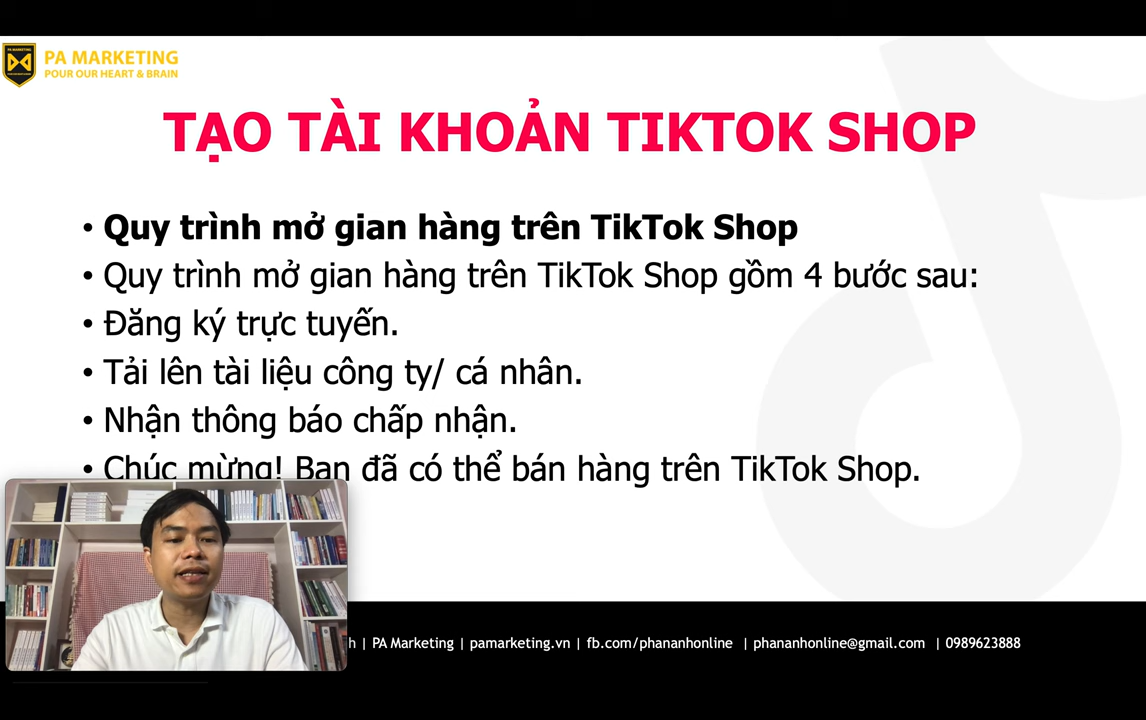 PA MARKETING
POUR OUR HEART & BRAIN
TẠO TÀI KHOẢN TIKTOK SHOP
• Quy trình mở gian hàng trên TikTok Shop
• Quy trình mở gian hàng trên TikTok Shop gồm 4 bước sau:
• Đăng ký trực tuyến.
• Tải lên tài liệu công ty/ cá nhân.
• Nhận thông báo chấp nhận.
• Chúc mừng! Bạn đã có thể bán hàng trên TikTok Shop.
h | PA Marketing | pamarketing.vn | fb.com/phananhonline | phananhonline@gmail.com | 0989623888